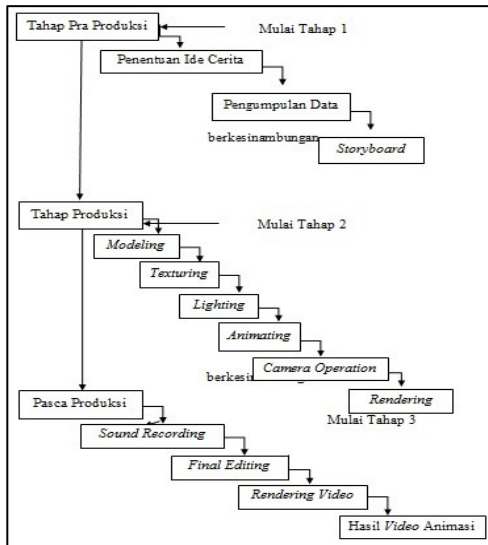 Tahap Pra Produksi
Mulai Tahap 1
Penentuan Ide Cerita
Pengumpulan Data
berkesinambungan
Storyboard
Tahap Produksi
Mulai Tahap 2
Modeling
Texturing
Lighting
Animating
Camera Operation
Rendering
Pasca Produksi
Mulai Tahap 3
Sound Recording
Final Editing
Rendering Video
Hasil Video Animasi